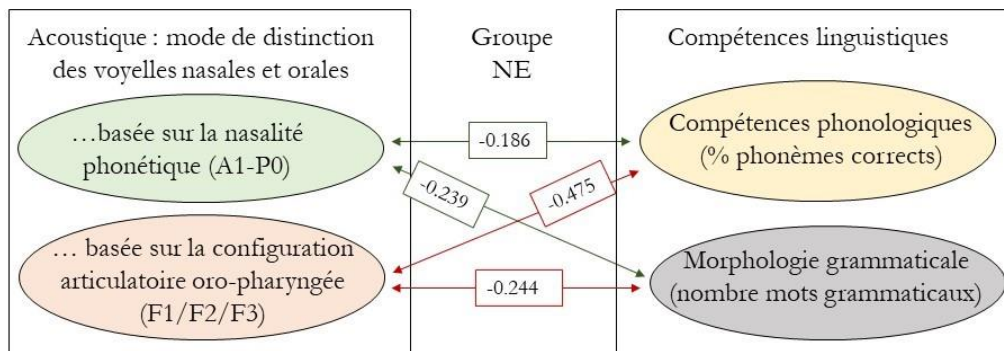 Acoustique : mode de distinction
des voyelles nasales et orales
…basée sur la nasalité
phonétique (A1-P0)
… basée sur la configuration
articulatoire oro-pharyngée
(F1/F2/F3)
Groupe
NE
-0.186
-0.239
-0.475
-0.244
Compétences linguistiques
Compétences phonologiques
(% phonèmes corrects)
Morphologie grammaticale
(nombre mots grammaticaux)